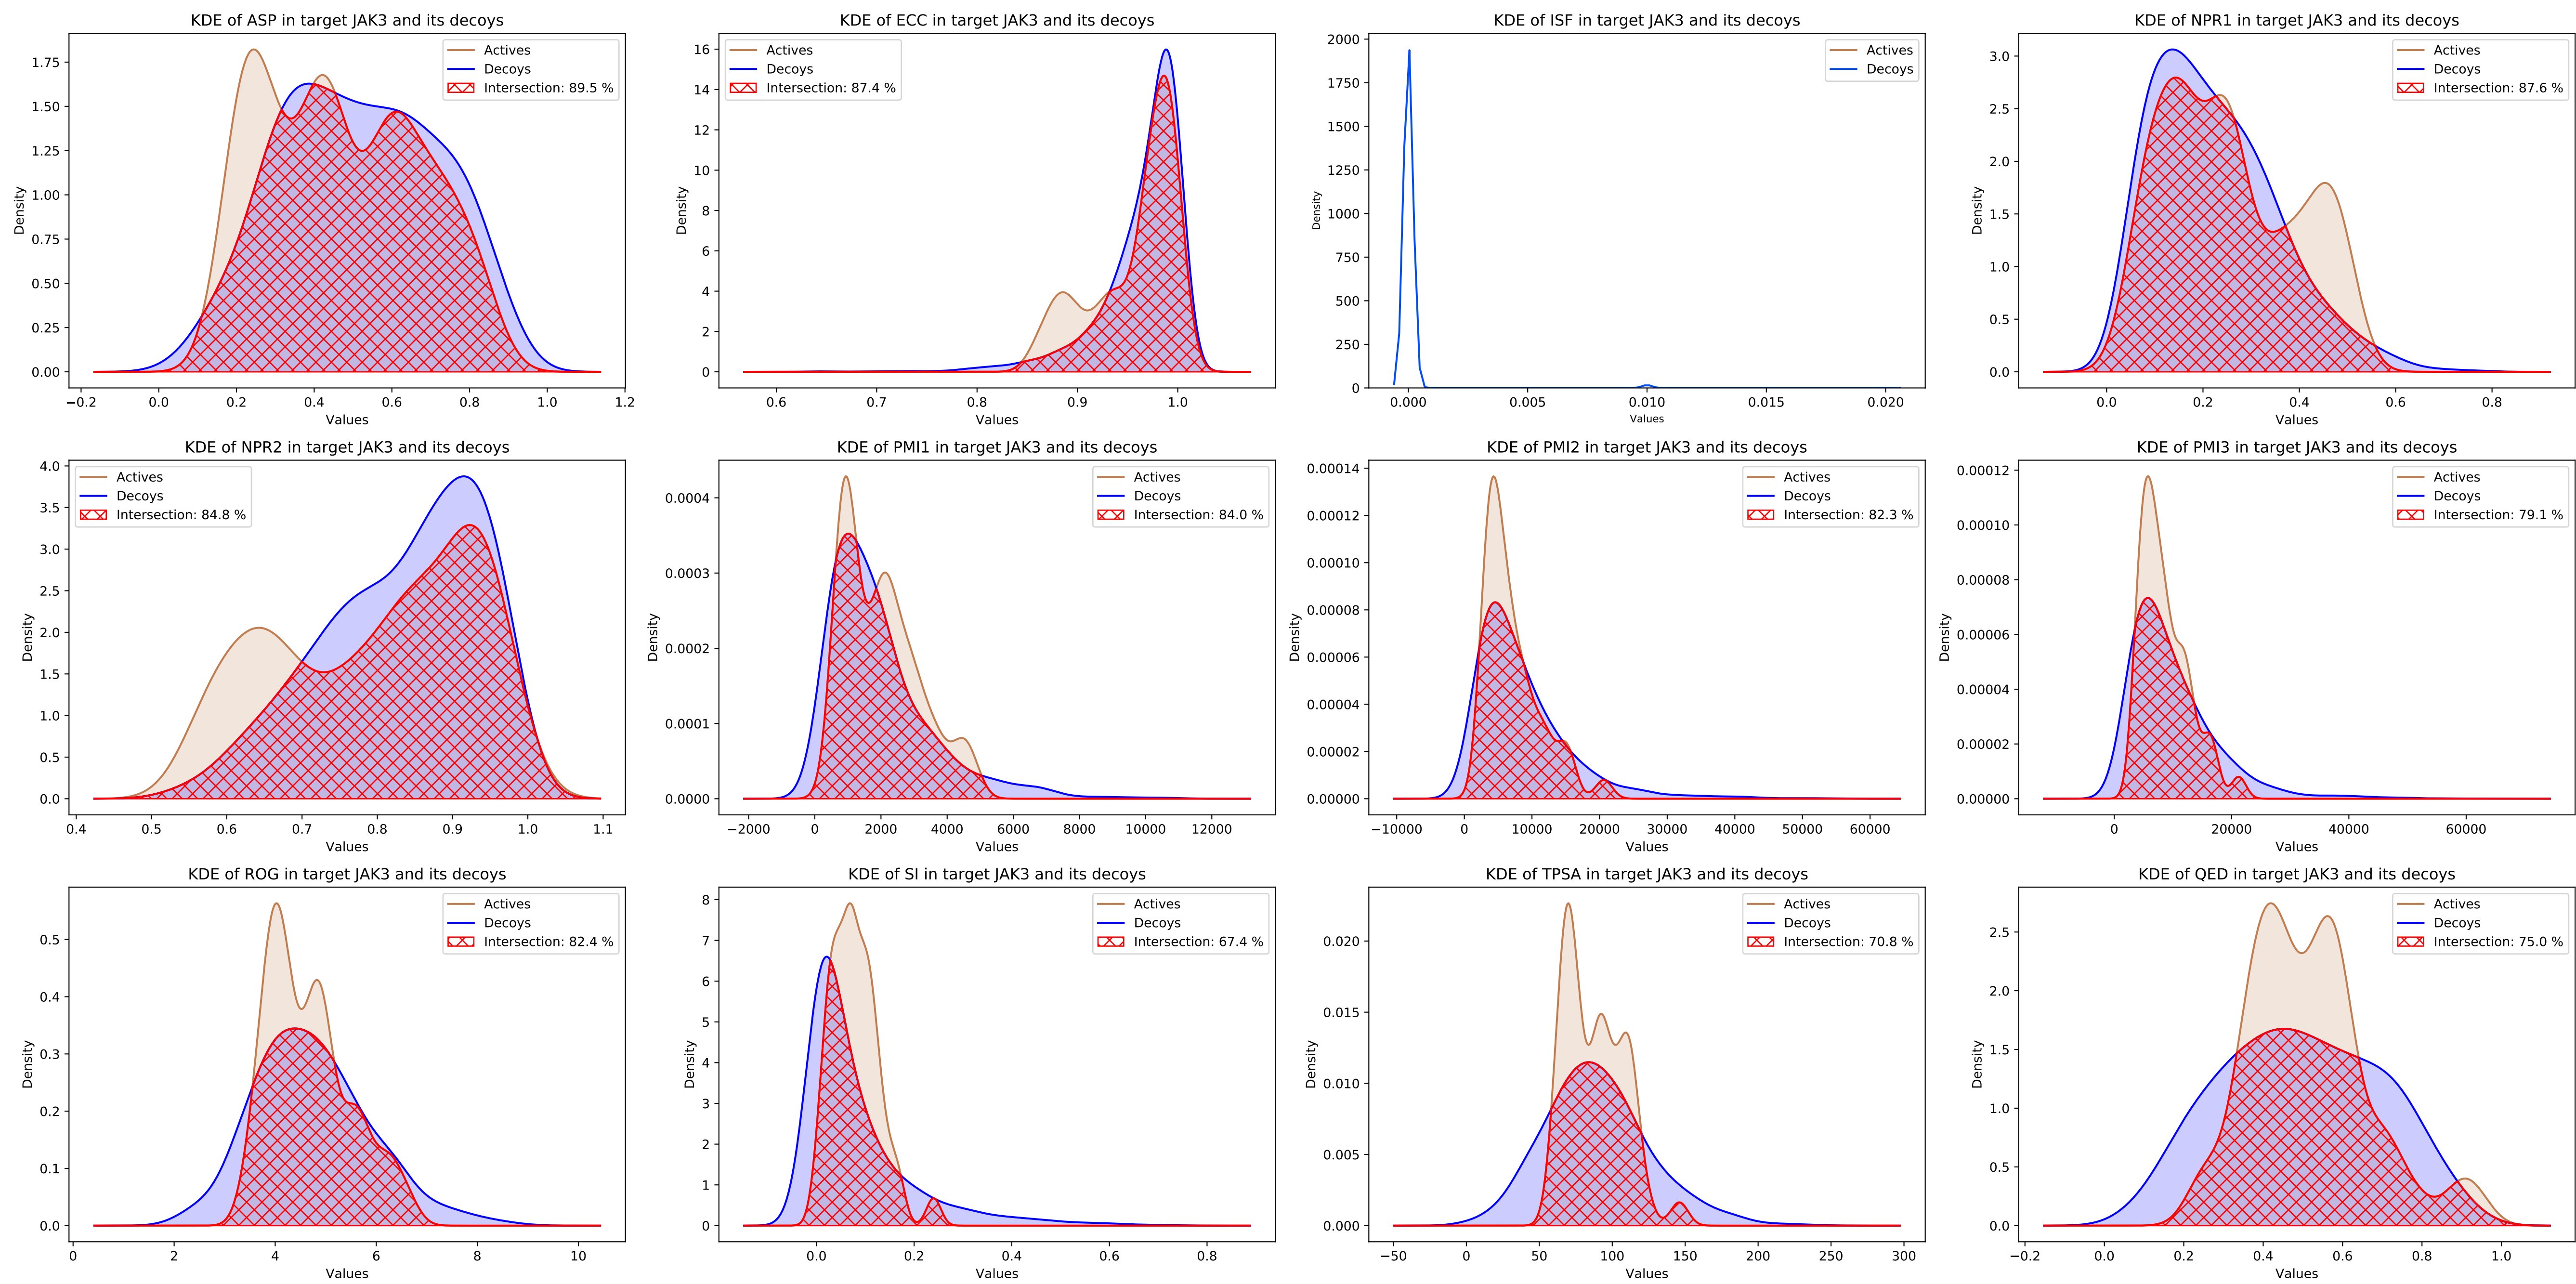 KDE of ASP in target JAK3 and its decoys
Actives
Decoys
Intersection: 89.5 %
Density
1.75
1.50
1.25
1.00
0.75
0.50
0.25
0.00
−0.2 0.0 0.2 0.4 0.6 0.8 1.0 1.2
Values
KDE of ECC in target JAK3 and its decoys
Actives
Decoys
Intersection: 87.4 %
Density
16
14
12
10
8
6
4
2
0
0.6 0.7 0.8 0.9 1.0
Values
KDE of ISF in target JAK3 and its decoys
Actives
Decoys
Density
2000
1750
1500
1250
1000
750
500
250
0
0.000 0.005 0.010 0.015 0.020
Values
KDE of NPR1 in target JAK3 and its decoys
Actives
Decoys
Intersection: 87.6 %
Density
3.0
2.5
2.0
1.5
1.0
0.5
0.0
0.0 0.2 0.4 0.6 0.8
Values
KDE of NPR2 in target JAK3 and its decoys
Actives
Decoys
Intersection: 84.8 %
Density
4.0
3.5
3.0
2.5
2.0
1.5
1.0
0.5
0.0
0.4 0.5 0.6 0.7 0.8 0.9 1.0 1.1
Values
KDE of PMI1 in target JAK3 and its decoys
Actives
Decoys
Intersection: 84.0 %
Density
0.0004
0.0003
0.0002
0.0001
0.0000
−2000 0 2000 4000 6000 8000 10000 12000
Values
KDE of PMI2 in target JAK3 and its decoys
Actives
Decoys
Intersection: 82.3 %
Density
0.00014
0.00012
0.00010
0.00008
0.00006
0.00004
0.00002
0.00000
−10000 0 10000 20000 30000 40000 50000 60000
Values
KDE of PMI3 in target JAK3 and its decoys
Actives
Decoys
Intersection: 79.1 %
Density
0.00012
0.00010
0.00008
0.00006
0.00004
0.00002
0.00000
0 20000 40000 60000
Values
KDE of ROG in target JAK3 and its decoys
Actives
Decoys
Intersection: 82.4 %
Density
0.5
0.4
0.3
0.2
0.1
0.0
0 2 4 6 8 10
Values
KDE of SI in target JAK3 and its decoys
Actives
Decoys
Intersection: 67.4 %
Density
8
7
6
5
4
3
2
1
0
0.0 0.2 0.4 0.6 0.8
Values
KDE of TPSA in target JAK3 and its decoys
Actives
Decoys
Intersection: 70.8 %
Density
0.020
0.015
0.010
0.005
0.000
−50 0 50 100 150 200 250 300
Values
KDE of QED in target JAK3 and its decoys
Actives
Decoys
Intersection: 75.0 %
Density
2.5
2.0
1.5
1.0
0.5
0.0
−0.2 0.0 0.2 0.4 0.6 0.8 1.0
Values